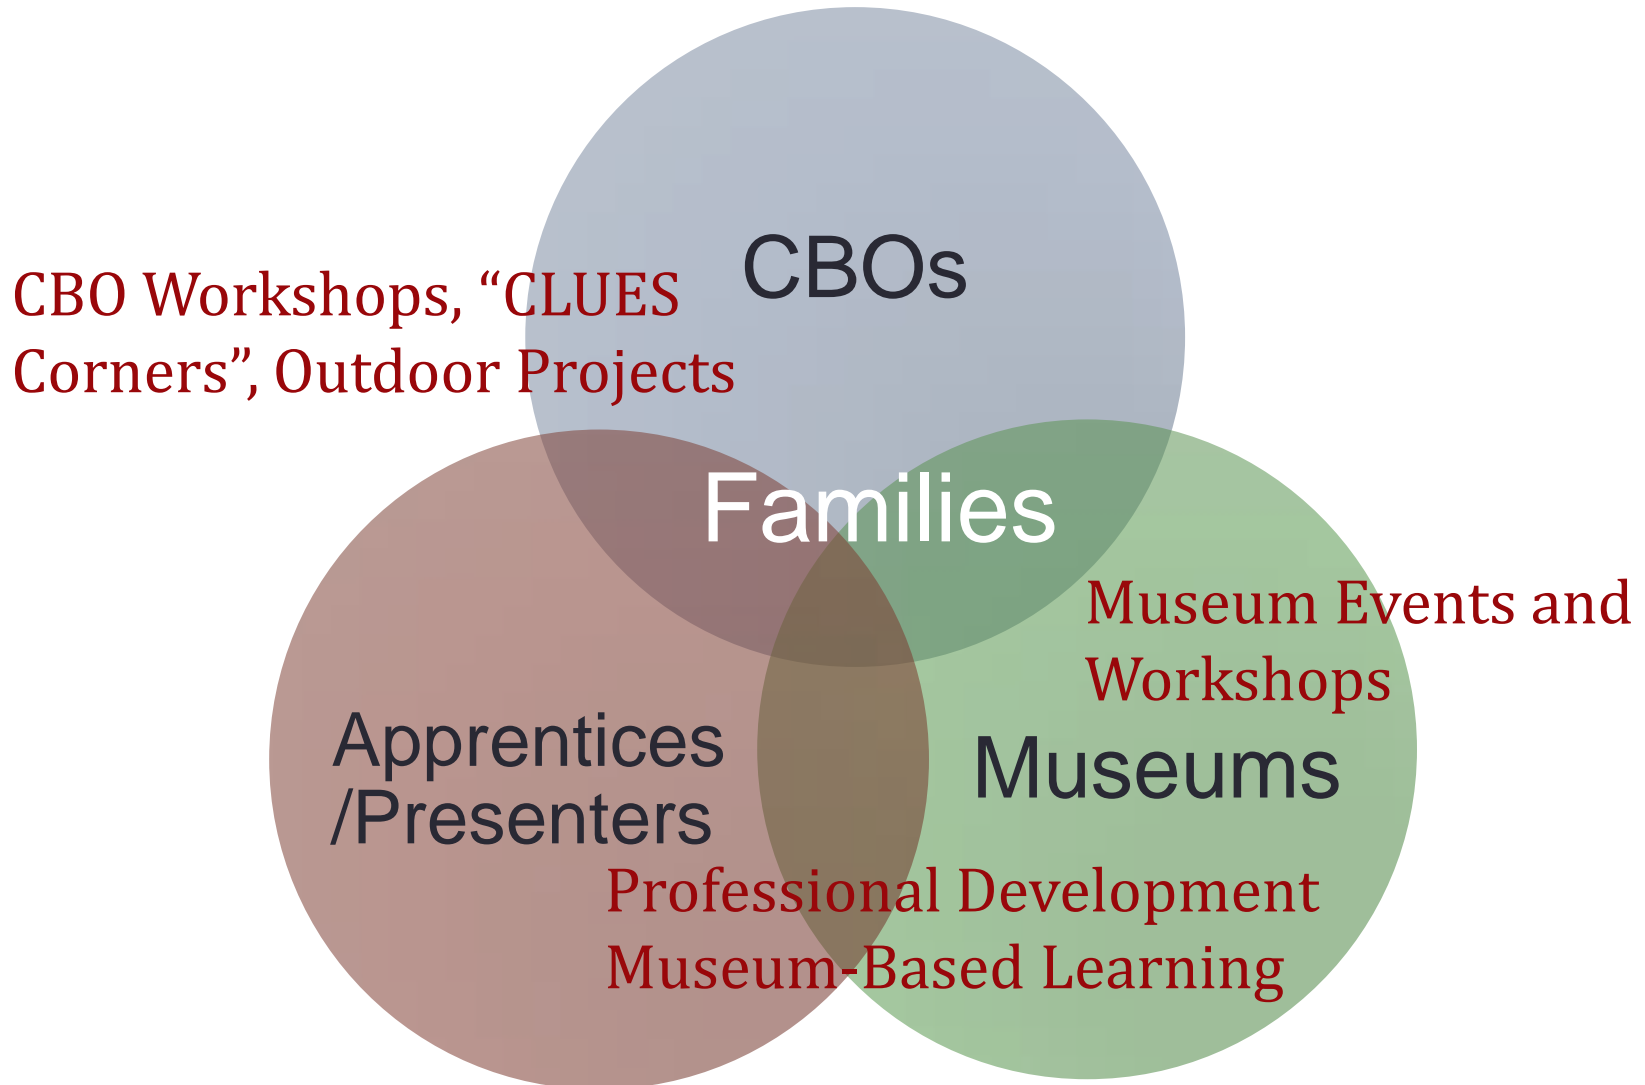 CBOs
CBO Workshops, “CLUES
Corners”, Outdoor Projects
Families
Museum Events and
Workshops
Apprentices
/Presenters
Museums
Professional Development
Museum-Based Learning